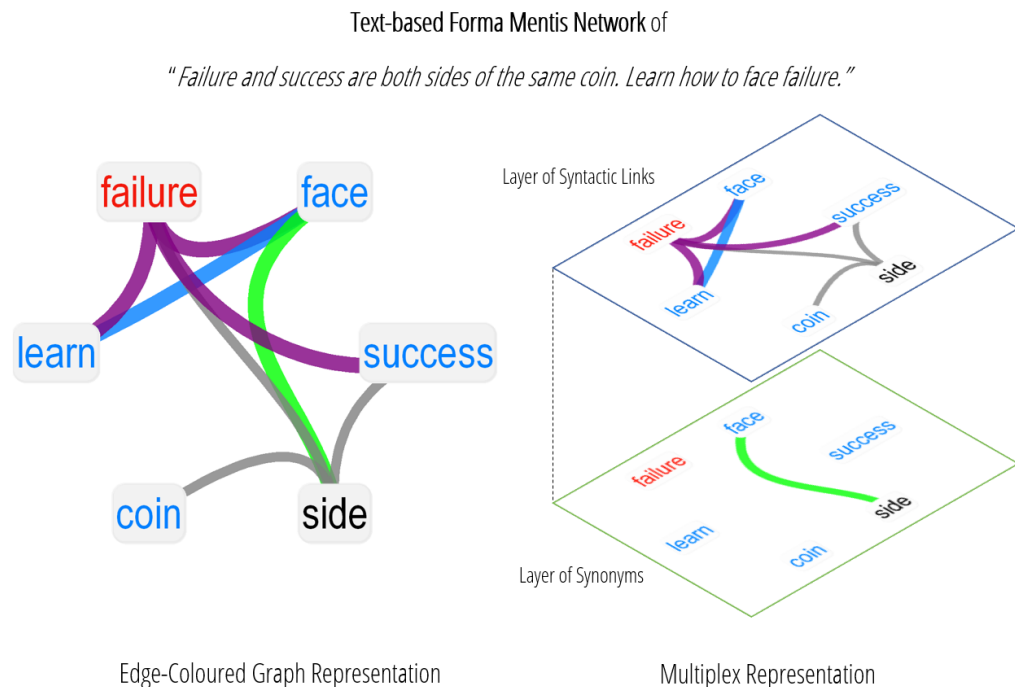 Text-based Forma Mentis Network of
"Failure and success are both sides of the same coin. Learn how to face failure."
failure
face
learn
success
coin
side
Edge-Coloured Graph Representation
Layer of Syntactic Links
face
success
failure
side
learn
coin
face
success
failure
side
learn
coin
Layer of Synonyms
Multiplex Representation